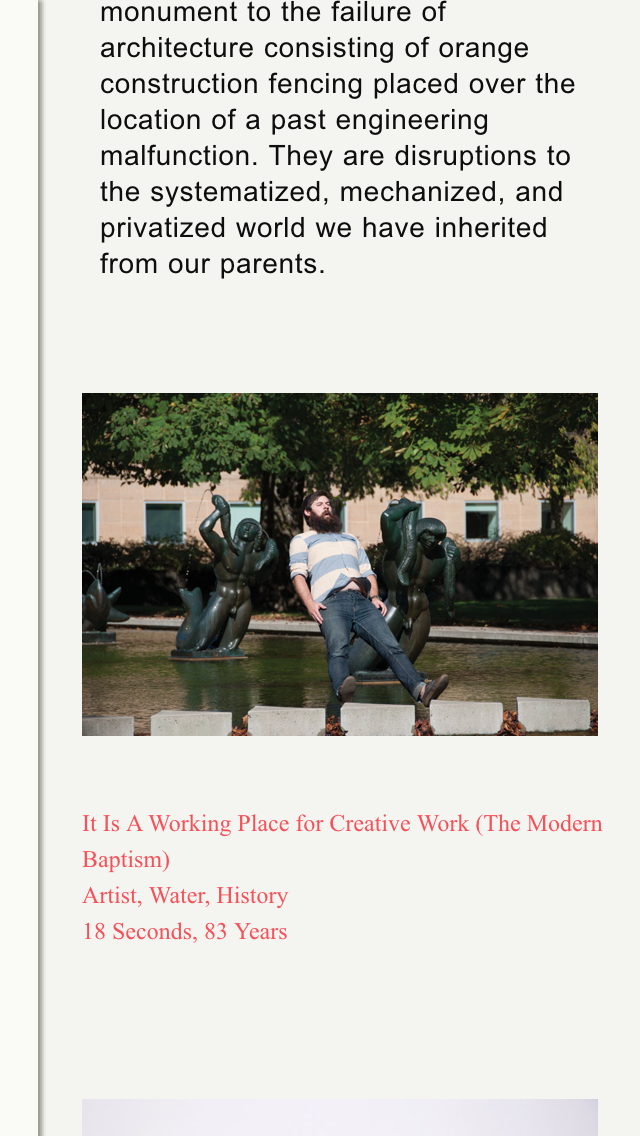 monument to the failure of
architecture consisting of orange
construction fencing placed over the
location of a past engineering
malfunction. They are disruptions to
the systematized, mechanized, and
privatized world we have inherited
from our parents.
It Is A Working Place for Creative Work (The Modern
Baptism)
Artist, Water, History
18 Seconds, 83 Years